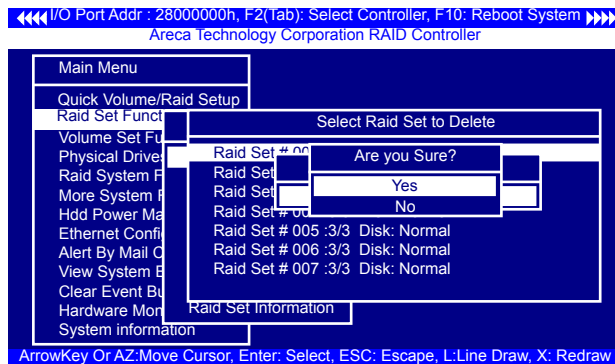 I/O Port Addr : 28000000h, F2(Tab): Select Controller, F10: Reboot System
Areca Technology Corporation RAID Controller
Main Menu
Quick Volume/Raid Setup
Raid Set Funct
Volume Set Fu
Physical Drive
Raid System F
More System F
Hdd Power Ma
Ethernet Confi
Alert By Mail C
View System E
Clear Event Bu
Hardware Mon
System information
Raid Set Information
Select Raid Set to Delete
Raid Set # 00
Raid Set
Raid Set
Raid Set # 00
Raid Set # 005 :3/3 Disk: Normal
Raid Set # 006 :3/3 Disk: Normal
Raid Set # 007 :3/3 Disk: Normal
Are you Sure?
Yes
No
ArrowKey Or AZ:Move Cursor, Enter: Select, ESC: Escape, L:Line Draw, X: Redraw